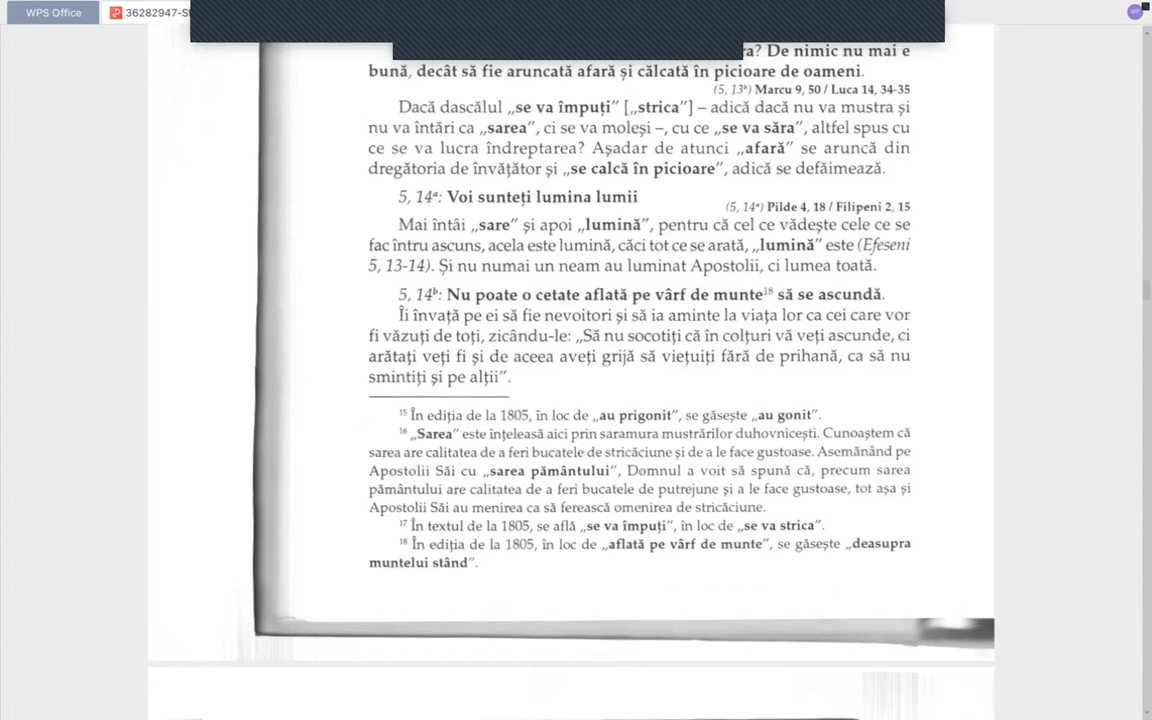 WPS Office
36282947-S
ra? De nimic nu mai e
bună, decât să fie aruncată afară și călcată în picioare de oameni.
(5, 13ᵇ) Marcu 9, 50 / Luca 14, 34-35
Dacă dascălul „se va împuți” [„strica”] – adică dacă nu va mustra și
nu va întări ca „sarea”, ci se va moleși –, cu ce „se va săra”, altfel spus cu
ce se va lucra îndreptarea? Așadar de atunci „afară” se aruncă din
dregătoria de învățător și „se calcă în picioare”, adică se defăimează.
5, 14ᵃ: Voi sunteți lumina lumii
(5, 14ᵃ) Pilde 4, 18 / Filipeni 2, 15
Mai întâi „sare” și apoi „lumină”, pentru că cel ce vădește cele ce se
fac întru ascuns, acela este lumină, căci tot ce se arată, „lumină” este (Efeseni
5, 13-14). Și nu numai un neam au luminat Apostolii, ci lumea toată.
5, 14ᵇ: Nu poate o cetate aflată pe vârf de munte¹⁸ să se ascundă.
Îi învață pe ei să fie nevoitori și să ia aminte la viața lor ca cei care vor
fi văzuți de toți, zicându-le: „Să nu socotiți că în colțuri vă veți ascunde, ci
arătați veți fi și de aceea aveți grijă să viețuiți fără de prihană, ca să nu
smintiți și pe alții”.
¹⁵ În ediția de la 1805, în loc de „au prigonit”, se găsește „au gonit”.
¹⁶ „Sarea” este înțeleasă aici prin saramura mustrărilor duhovnicești. Cunoaștem că
sarea are calitatea de a feri bucatele de stricăciune și de a le face gustoase. Asemănând pe
Apostolii Săi cu „sarea pământului”, Domnul a voit să spună că, precum sarea
pământului are calitatea de a feri bucatele de putrejune și a le face gustoase, tot așa și
Apostolii Săi au menirea ca să ferească omenirea de stricăciune.
¹⁷ În textul de la 1805, se află „se va împuți”, în loc de „se va strica”.
¹⁸ În ediția de la 1805, în loc de „aflată pe vârf de munte”, se găsește „deasupra
muntelui stând”.